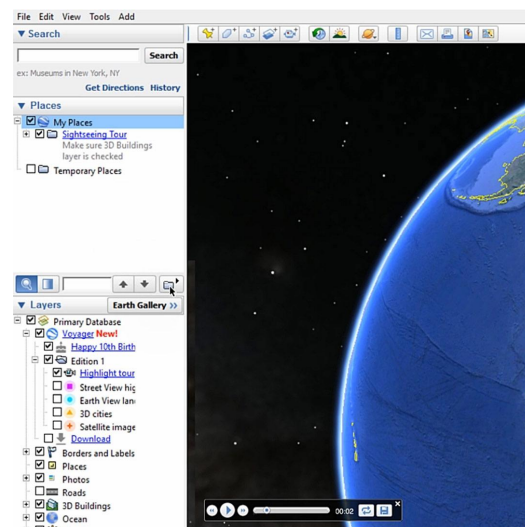 File Edit View Tools Add
▼ Search
Search
ex: Museums in New York, NY
Get Directions History
▼ Places
My Places
Sightseeing Tour
Make sure 3D Buildings
layer is checked
Temporary Places
▼ Layers
Earth Gallery >>
Primary Database
Voyager New!
Happy 10th Birth
Edition 1
Highlight tour
Street View hig
Earth View lan
3D cities
Satellite image
Download
Borders and Labels
Places
Photos
Roads
3D Buildings
Ocean
00:02